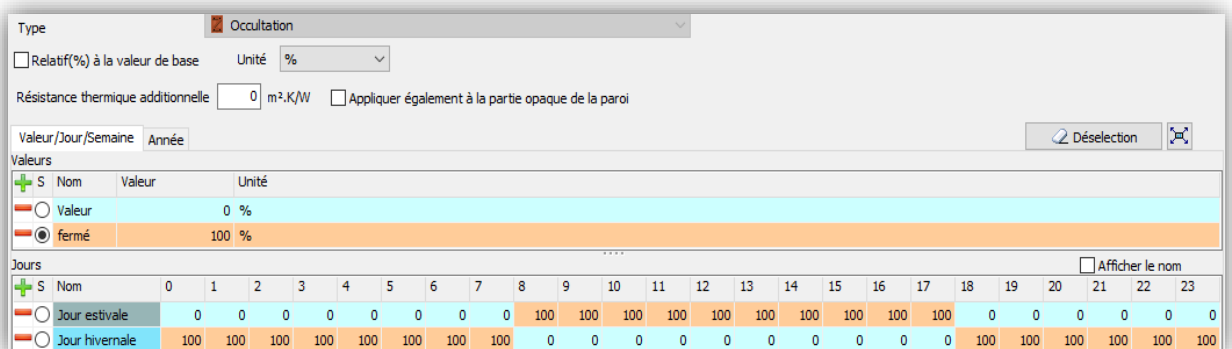 Type Occultation
Relatif(%) à la valeur de base Unité %
Résistance thermique additionnelle 0 m².K/W Appliquer également à la partie opaque de la paroi
Valeur/Jour/Semaine Année Déselection
Valeurs
S Nom Valeur Unité
Valeur 0 %
fermé 100 %
Jours Afficher le nom
S Nom 0 1 2 3 4 5 6 7 8 9 10 11 12 13 14 15 16 17 18 19 20 21 22 23
Jour estivale 0 0 0 0 0 0 0 0 100 100 100 100 100 100 100 100 100 100 0 0 0 0 0 0
Jour hivernale 100 100 100 100 100 100 100 100 0 0 0 0 0 0 0 0 0 0 100 100 100 100 100 100